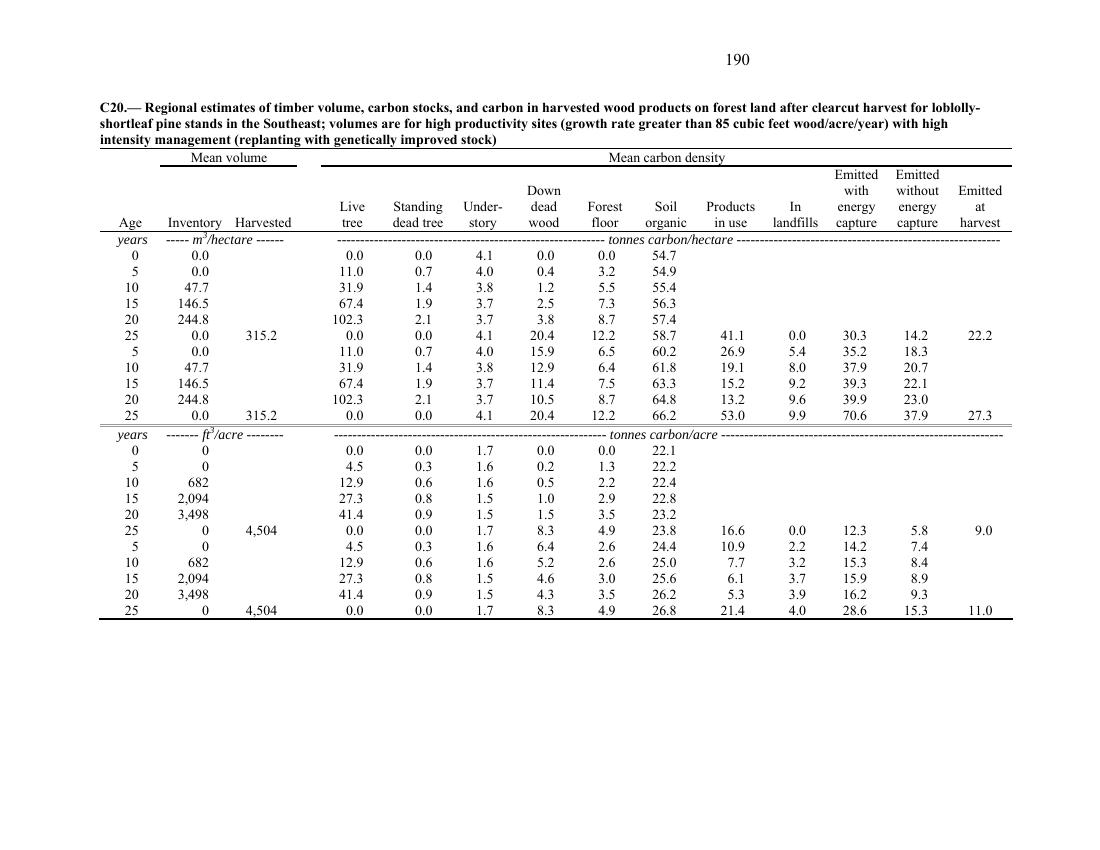 190
C20.— Regional estimates of timber volume, carbon stocks, and carbon in harvested wood products on forest land after clearcut harvest for loblolly-
shortleaf pine stands in the Southeast; volumes are for high productivity sites (growth rate greater than 85 cubic feet wood/acre/year) with high
intensity management (replanting with genetically improved stock)
Mean volume Mean carbon density
Emitted Emitted
with without Emitted
Down energy energy at
Live Standing Under- dead Forest Soil Products In
Age Inventory Harvested tree dead tree story wood floor organic in use landfills capture capture harvest
years ----- m³/hectare ------ ---------- tonnes carbon/hectare ----------
0 0.0 0.0 0.0 4.1 0.0 0.0 54.7
5 0.0 11.0 0.7 4.0 0.4 3.2 54.9
10 47.7 31.9 1.4 3.8 1.2 5.5 55.4
15 146.5 67.4 1.9 3.7 2.5 7.3 56.3
20 244.8 102.3 2.1 3.7 3.8 8.7 57.4
25 0.0 315.2 0.0 0.0 4.1 20.4 12.2 58.7 41.1 0.0 30.3 14.2 22.2
5 0.0 11.0 0.7 4.0 15.9 6.5 60.2 26.9 5.4 35.2 18.3
10 47.7 31.9 1.4 3.8 12.9 6.4 61.8 19.1 8.0 37.9 20.7
15 146.5 67.4 1.9 3.7 11.4 7.5 63.3 15.2 9.2 39.3 22.1
20 244.8 102.3 2.1 3.7 10.5 8.7 64.8 13.2 9.6 39.9 23.0
25 0.0 315.2 0.0 0.0 4.1 20.4 12.2 66.2 53.0 9.9 70.6 37.9 27.3
years ------- ft³/acre -------- ---------- tonnes carbon/acre ----------
0 0 0.0 0.0 1.7 0.0 0.0 22.1
5 0 4.5 0.3 1.6 0.2 1.3 22.2
10 682 12.9 0.6 1.6 0.5 2.2 22.4
15 2,094 27.3 0.8 1.5 1.0 2.9 22.8
20 3,498 41.4 0.9 1.5 1.5 3.5 23.2
25 0 4,504 0.0 0.0 1.7 8.3 4.9 23.8 16.6 0.0 12.3 5.8 9.0
5 0 4.5 0.3 1.6 6.4 2.6 24.4 10.9 2.2 14.2 7.4
10 682 12.9 0.6 1.6 5.2 2.6 25.0 7.7 3.2 15.3 8.4
15 2,094 27.3 0.8 1.5 4.6 3.0 25.6 6.1 3.7 15.9 8.9
20 3,498 41.4 0.9 1.5 4.3 3.5 26.2 5.3 3.9 16.2 9.3
25 0 4,504 0.0 0.0 1.7 8.3 4.9 26.8 21.4 4.0 28.6 15.3 11.0